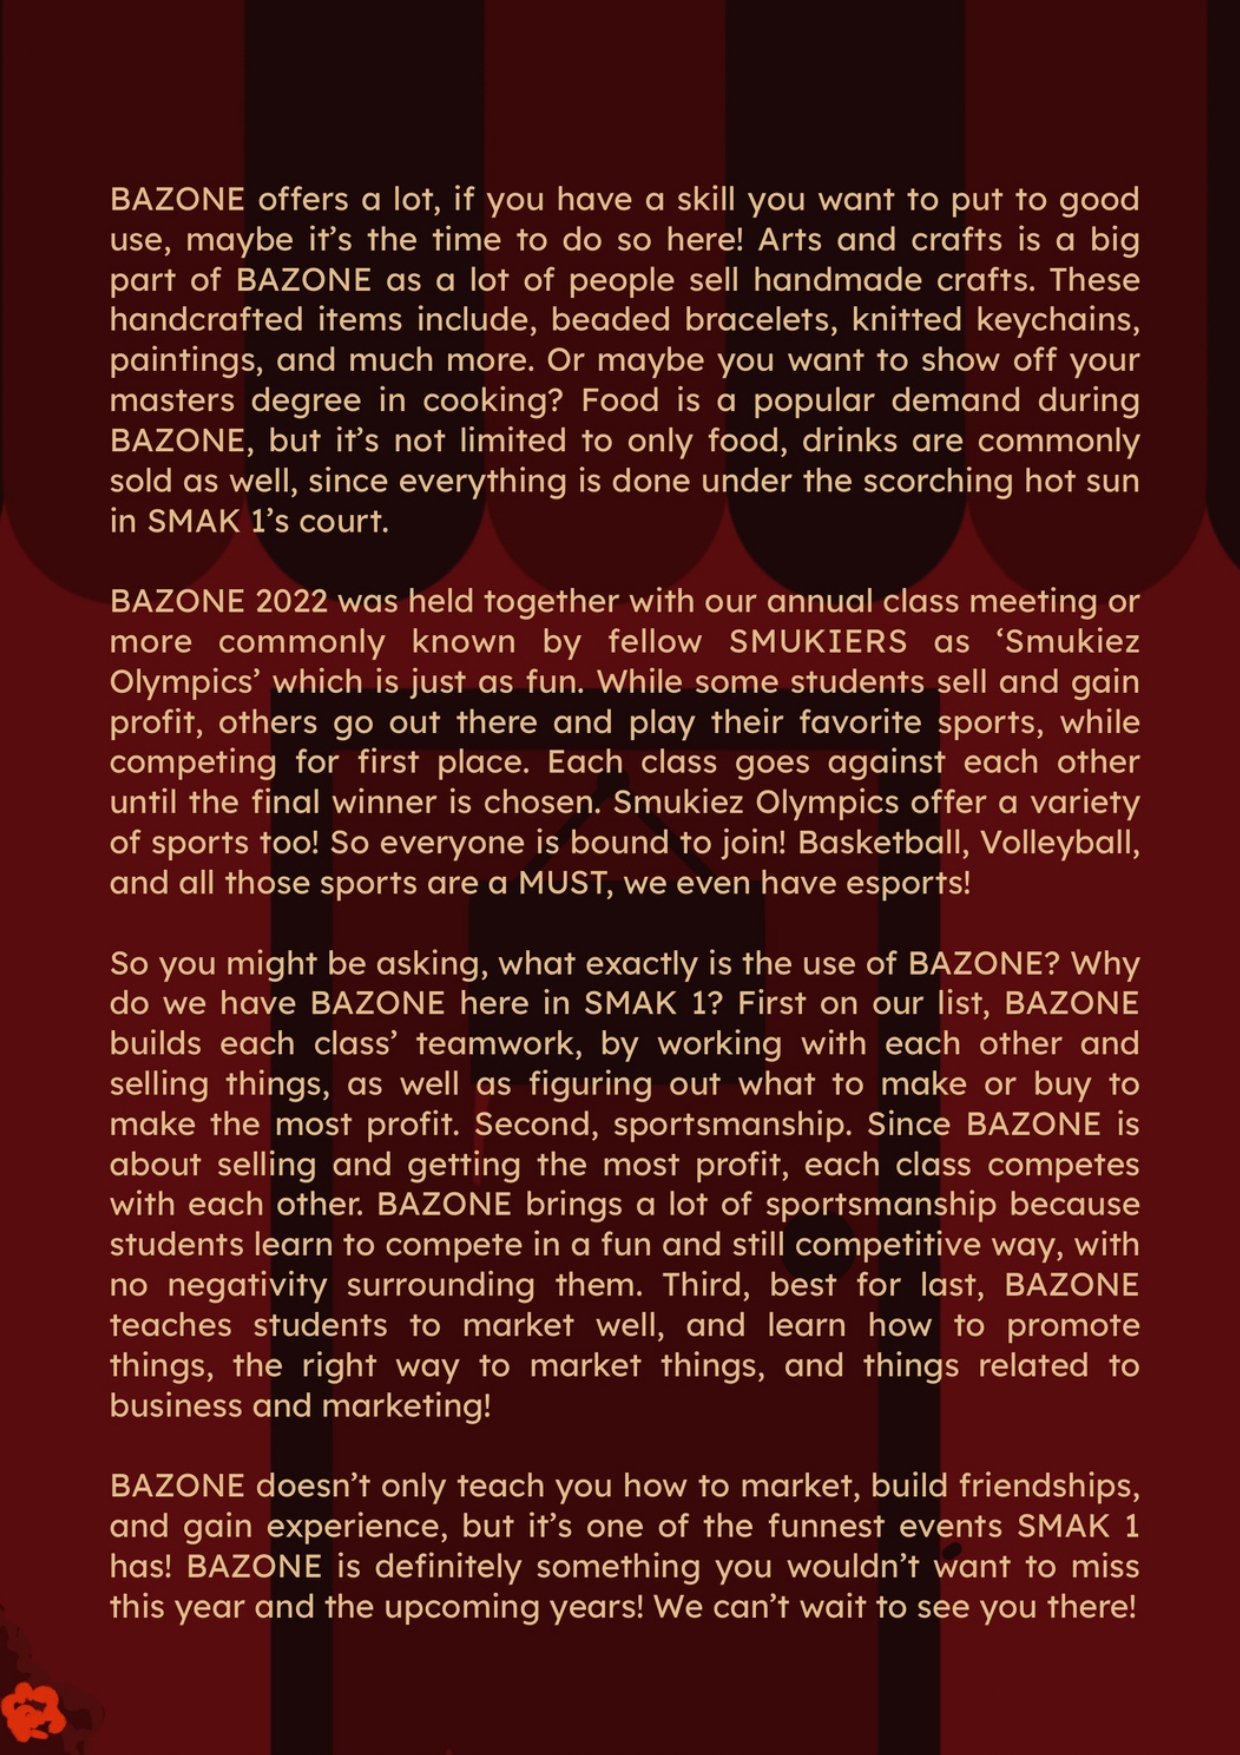 BAZONE offers a lot, if you have a skill you want to put to good
use, maybe it’s the time to do so here! Arts and crafts is a big
part of BAZONE as a lot of people sell handmade crafts. These
handcrafted items include, beaded bracelets, knitted keychains,
paintings, and much more. Or maybe you want to show off your
masters degree in cooking? Food is a popular demand during
BAZONE, but it’s not limited to only food, drinks are commonly
sold as well, since everything is done under the scorching hot sun
in SMAK 1’s court.
BAZONE 2022 was held together with our annual class meeting or
more commonly known by fellow SMUKIERS as ‘Smukiez
Olympics’ which is just as fun. While some students sell and gain
profit, others go out there and play their favorite sports, while
competing for first place. Each class goes against each other
until the final winner is chosen. Smukiez Olympics offer a variety
of sports too! So everyone is bound to join! Basketball, Volleyball,
and all those sports are a MUST, we even have esports!
So you might be asking, what exactly is the use of BAZONE? Why
do we have BAZONE here in SMAK 1? First on our list, BAZONE
builds each class’ teamwork, by working with each other and
selling things, as well as figuring out what to make or buy to
make the most profit. Second, sportsmanship. Since BAZONE is
about selling and getting the most profit, each class competes
with each other. BAZONE brings a lot of sportsmanship because
students learn to compete in a fun and still competitive way, with
no negativity surrounding them. Third, best for last, BAZONE
teaches students to market well, and learn how to promote
things, the right way to market things, and things related to
business and marketing!
BAZONE doesn’t only teach you how to market, build friendships,
and gain experience, but it’s one of the funnest events SMAK 1
has! BAZONE is definitely something you wouldn’t want to miss
this year and the upcoming years! We can’t wait to see you there!